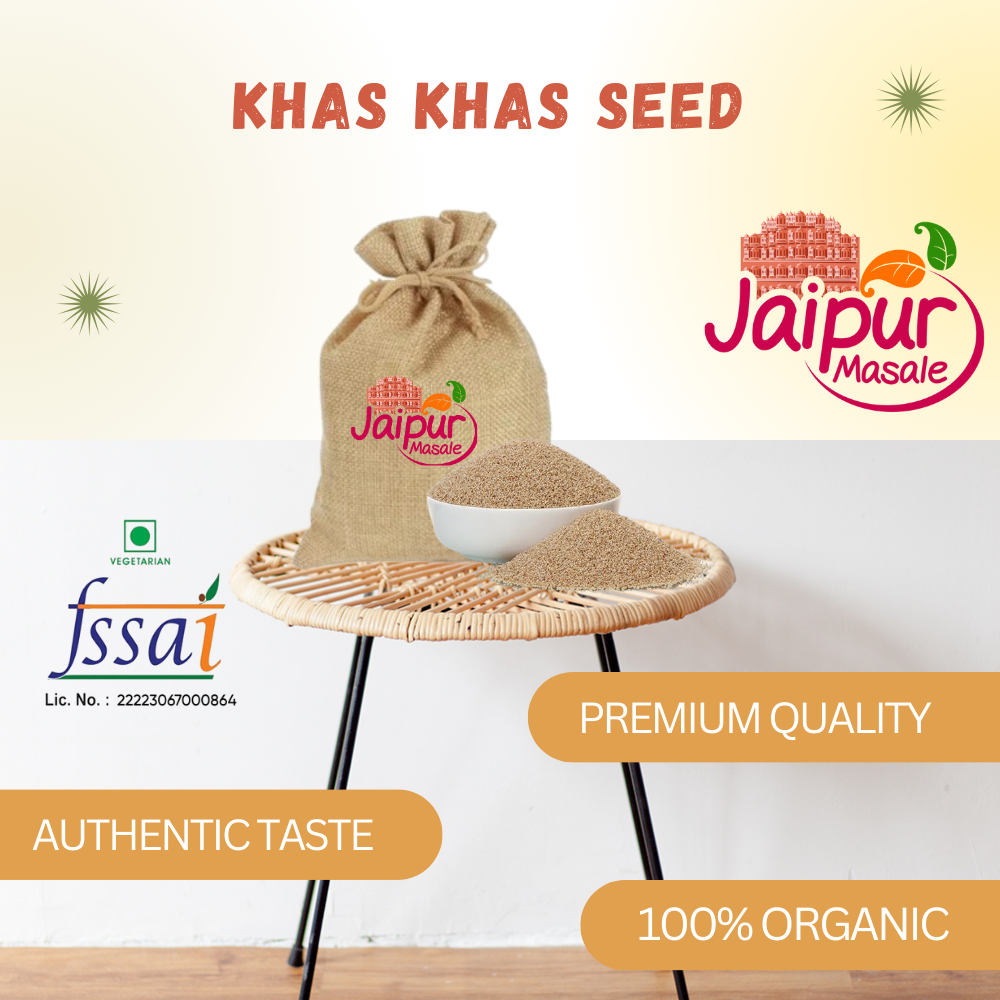 KHAS KHAS SEED
Jaipur
Masale
Jaipur
Masale
VEGETARIAN
fssai
Lic. No. : 22223067000864
PREMIUM QUALITY
AUTHENTIC TASTE
100% ORGANIC